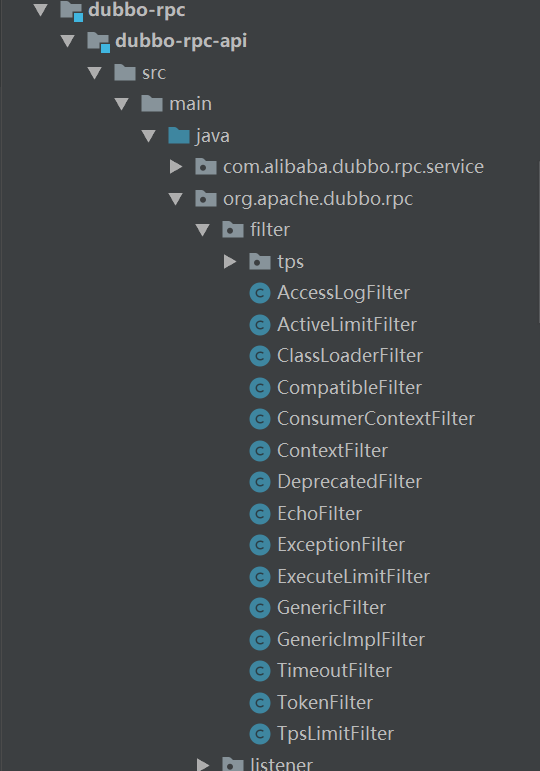 dubbo-rpc
dubbo-rpc-api
src
main
java
com.alibaba.dubbo.rpc.service
org.apache.dubbo.rpc
filter
tps
AccessLogFilter
ActiveLimitFilter
ClassLoaderFilter
CompatibleFilter
ConsumerContextFilter
ContextFilter
DeprecatedFilter
EchoFilter
ExceptionFilter
ExecuteLimitFilter
GenericFilter
GenericImplFilter
TimeoutFilter
TokenFilter
TpsLimitFilter
listener